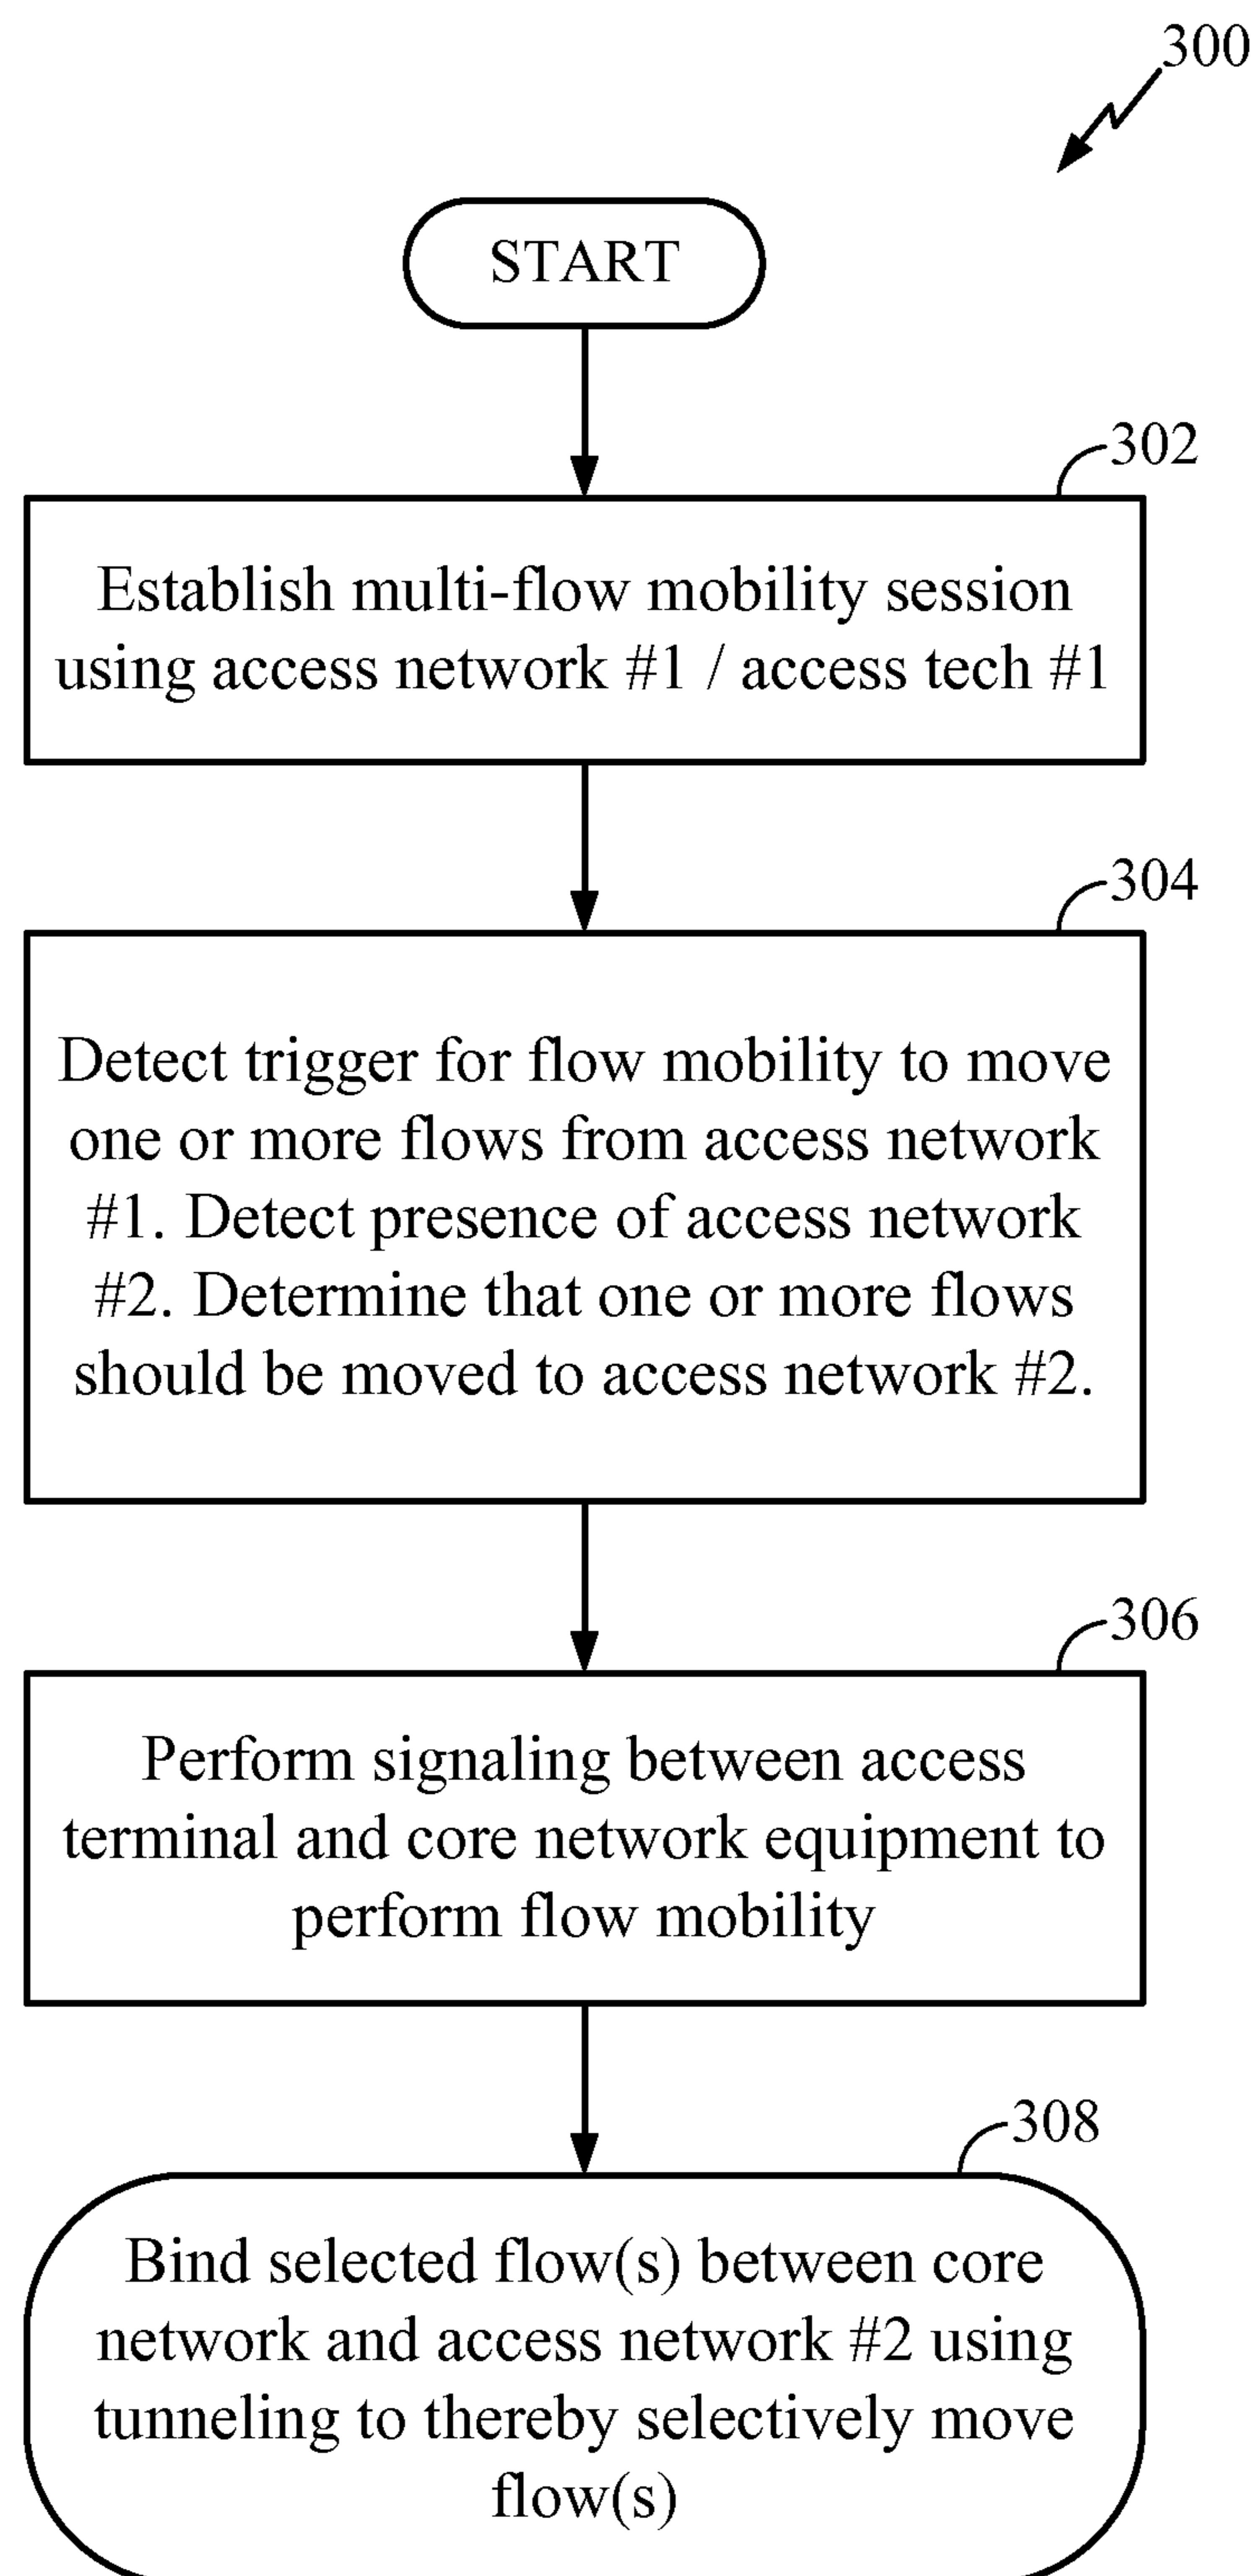 300
START
302
Establish multi-flow mobility session
using access network #1 / access tech #1
304
Detect trigger for flow mobility to move
one or more flows from access network
#1. Detect presence of access network
#2. Determine that one or more flows
should be moved to access network #2.
306
Perform signaling between access
terminal and core network equipment to
perform flow mobility
308
Bind selected flow(s) between core
network and access network #2 using
tunneling to thereby selectively move
flow(s)